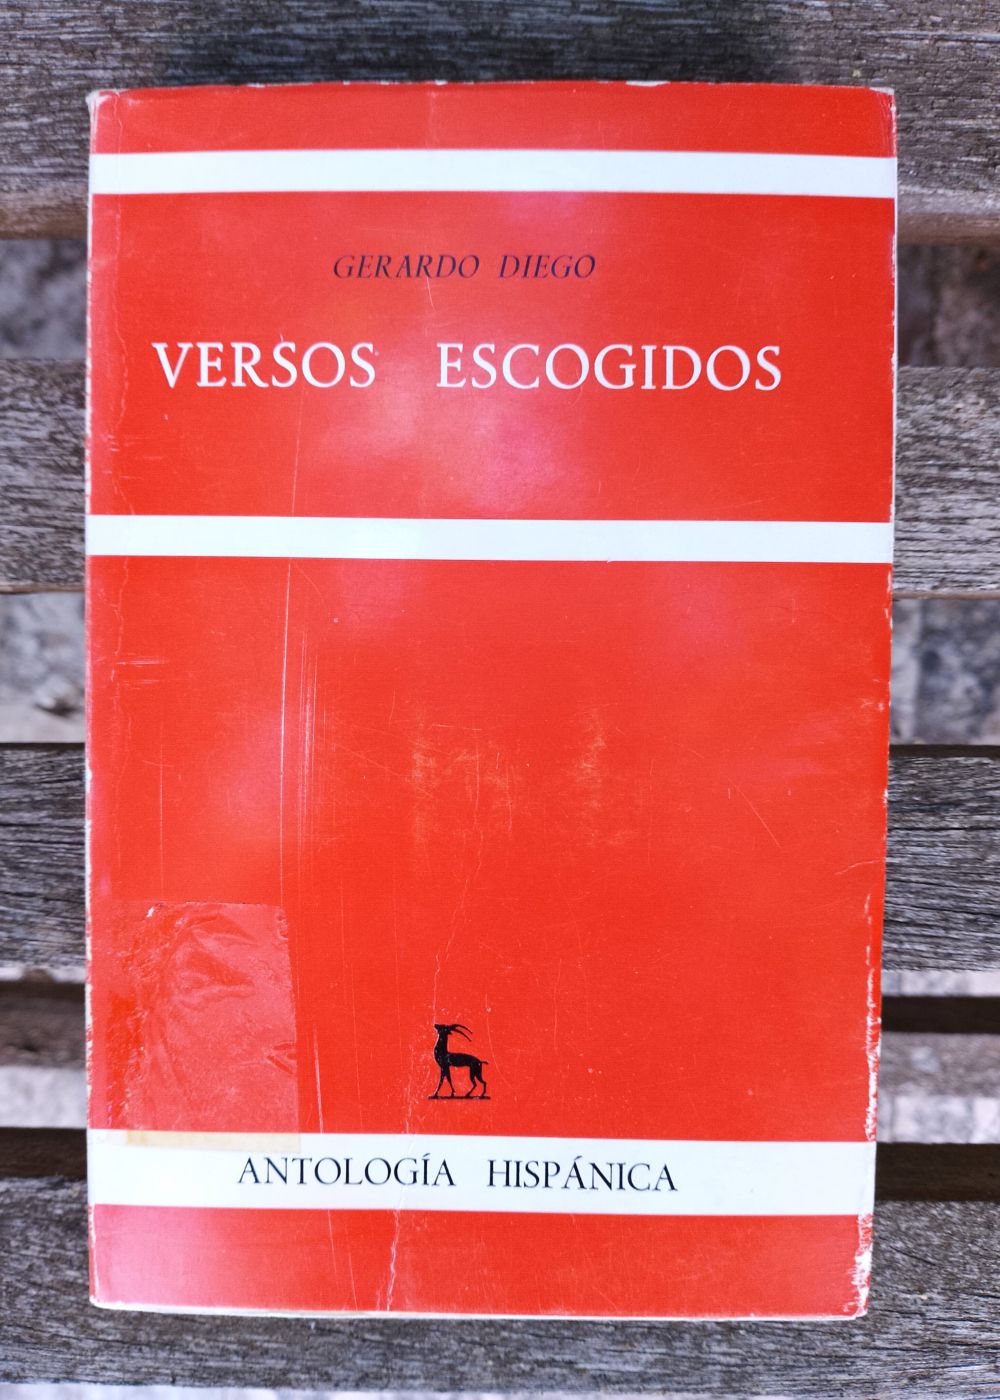 GERARDO DIEGO
VERSOS ESCOGIDOS
ANTOLOGÍA HISPÁNICA